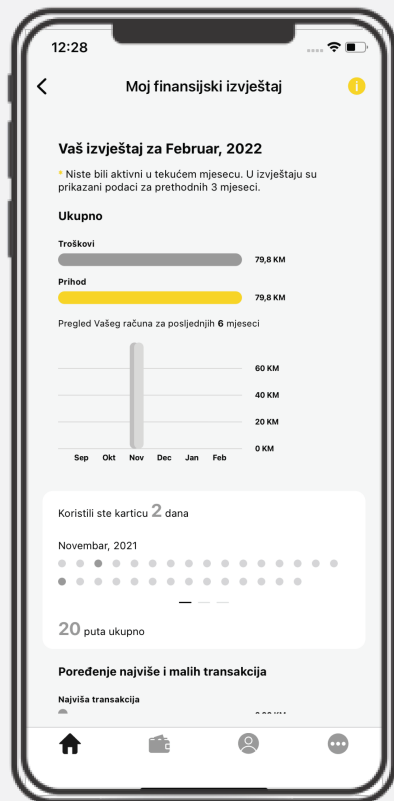 12:28
Moj finansijski izvještaj
i
Vaš izvještaj za Februar, 2022
* Niste bili aktivni u tekućem mjesecu. U izvještaju su
prikazani podaci za prethodnih 3 mjeseci.
Ukupno
Troškovi
79,8 KM
Prihod
79,8 KM
Pregled Vašeg računa za posljednjih 6 mjeseci
60 KM
40 KM
20 KM
0 KM
Sep Okt Nov Dec Jan Feb
Koristili ste karticu 2 dana
Novembar, 2021
20 puta ukupno
Poređenje najviše i malih transakcija
Najviša transakcija